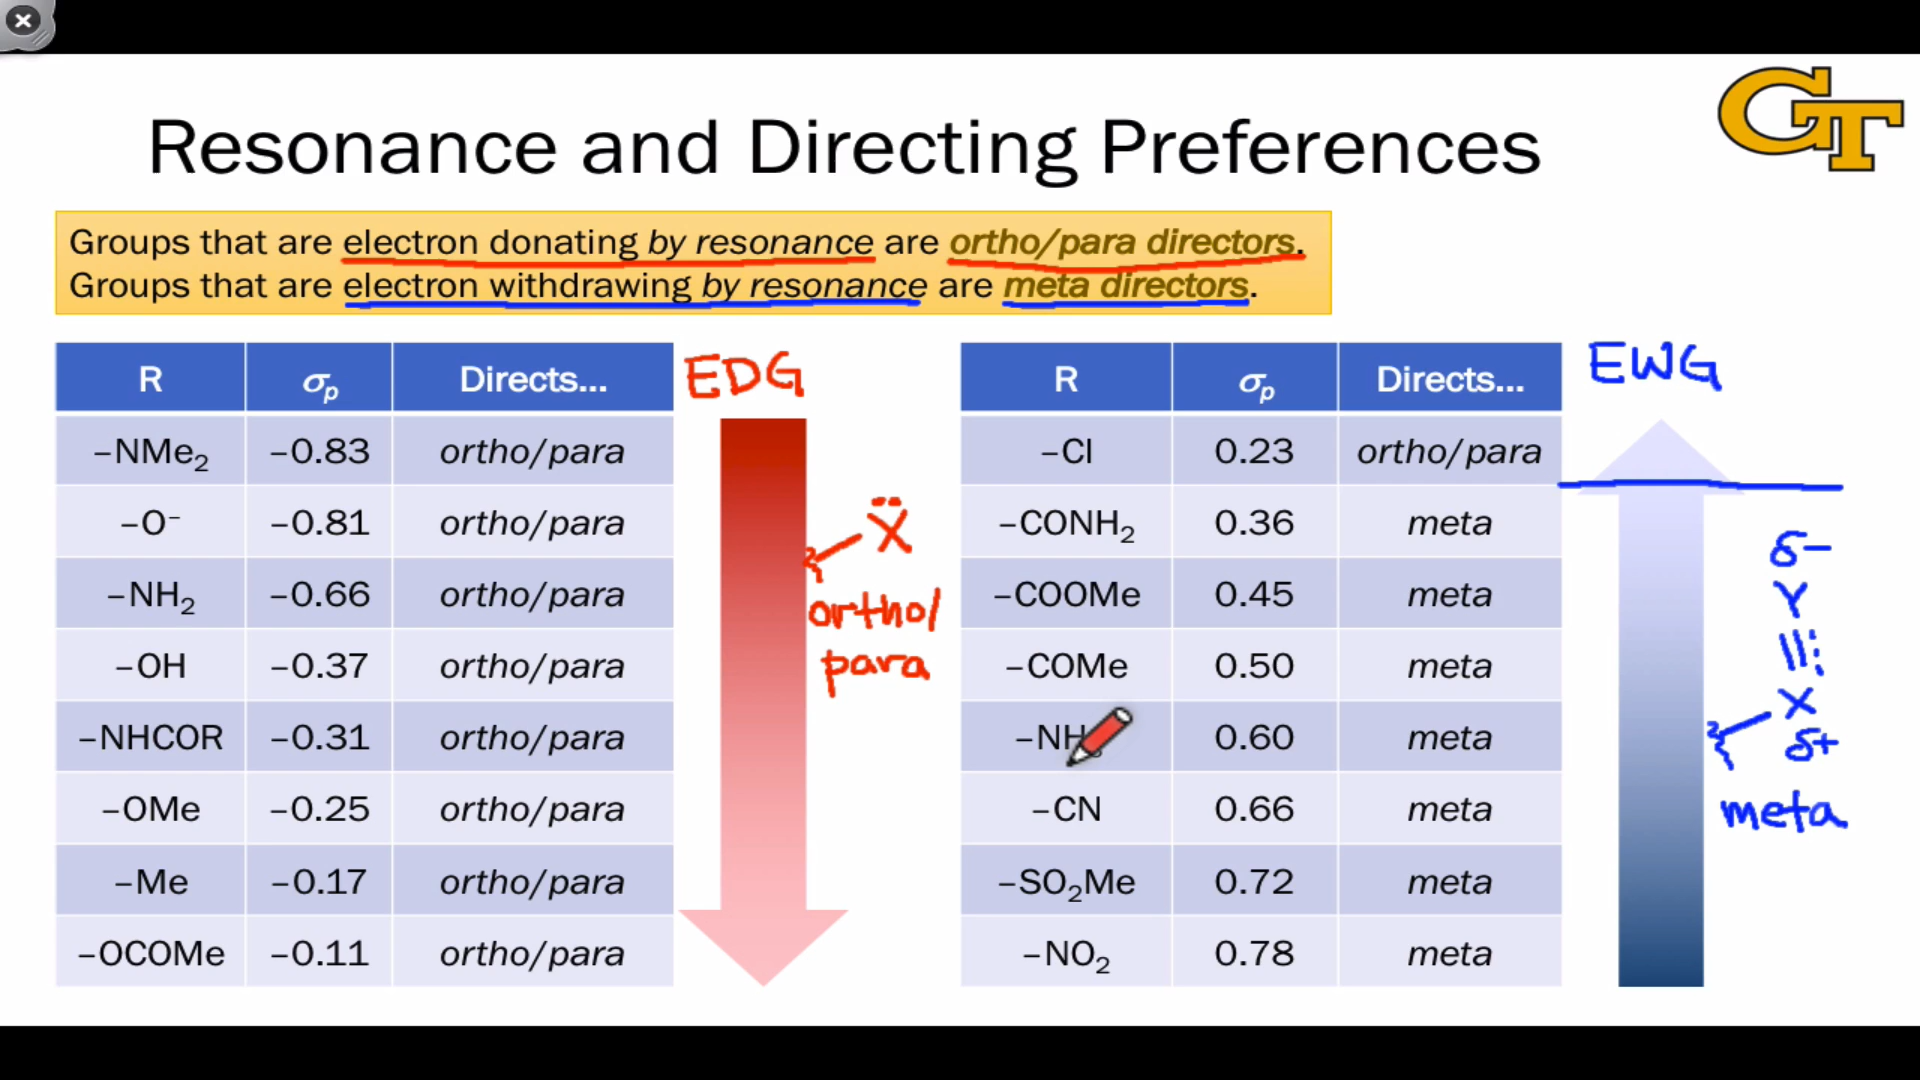 GT
Resonance and Directing Preferences
Groups that are electron donating by resonance are ortho/para directors.
Groups that are electron withdrawing by resonance are meta directors.
R σp Directs...
–NMe₂ –0.83 ortho/para
–O⁻ –0.81 ortho/para
–NH₂ –0.66 ortho/para
–OH –0.37 ortho/para
–NHCOR –0.31 ortho/para
–OMe –0.25 ortho/para
–Me –0.17 ortho/para
–OCOMe –0.11 ortho/para
EDG
Ẍ
ortho/
para
R σp Directs...
–Cl 0.23 ortho/para
–CONH₂ 0.36 meta
–COOMe 0.45 meta
–COMe 0.50 meta
0.60 meta
–CN 0.66 meta
–SO₂Me 0.72 meta
–NO₂ 0.78 meta
EWG
δ–
Y
X
δ+
meta